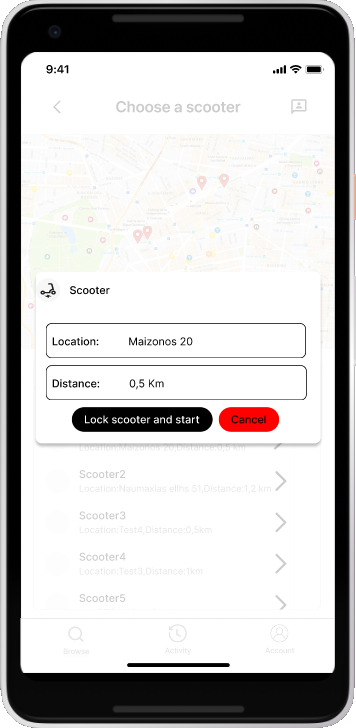 9:41
Choose a scooter
Scooter
Location: Maizonos 20
Distance: 0,5 Km
Lock scooter and start Cancel
Location:Maizonos 20,Distance:0,5 km
Scooter2
Location:Naumaxias ellhs 51,Distance:1,2 km
Scooter3
Location:Test4,Distance:0,5km
Scooter4
Location:Test3,Distance:1km
Scooter5
Browse Activity Account